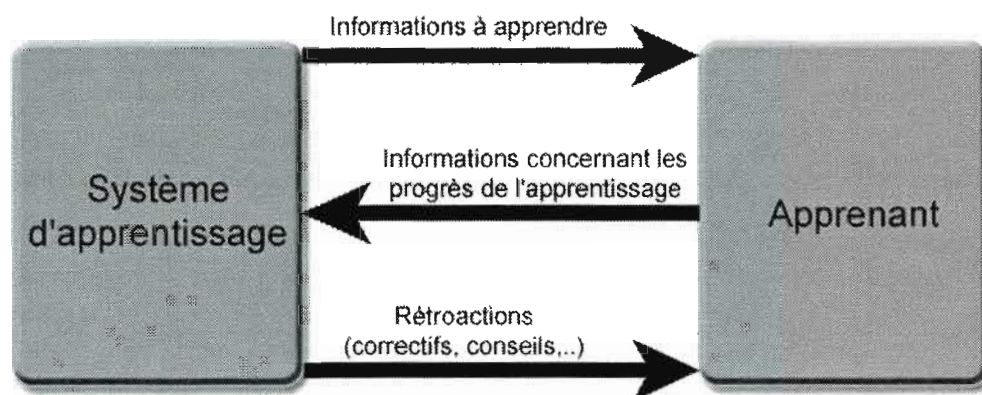 Informations à apprendre
Système
d'apprentissage
Informations concernant les
progrès de l'apprentissage
Apprenant
Rétroactions
(correctifs, conseils,..)